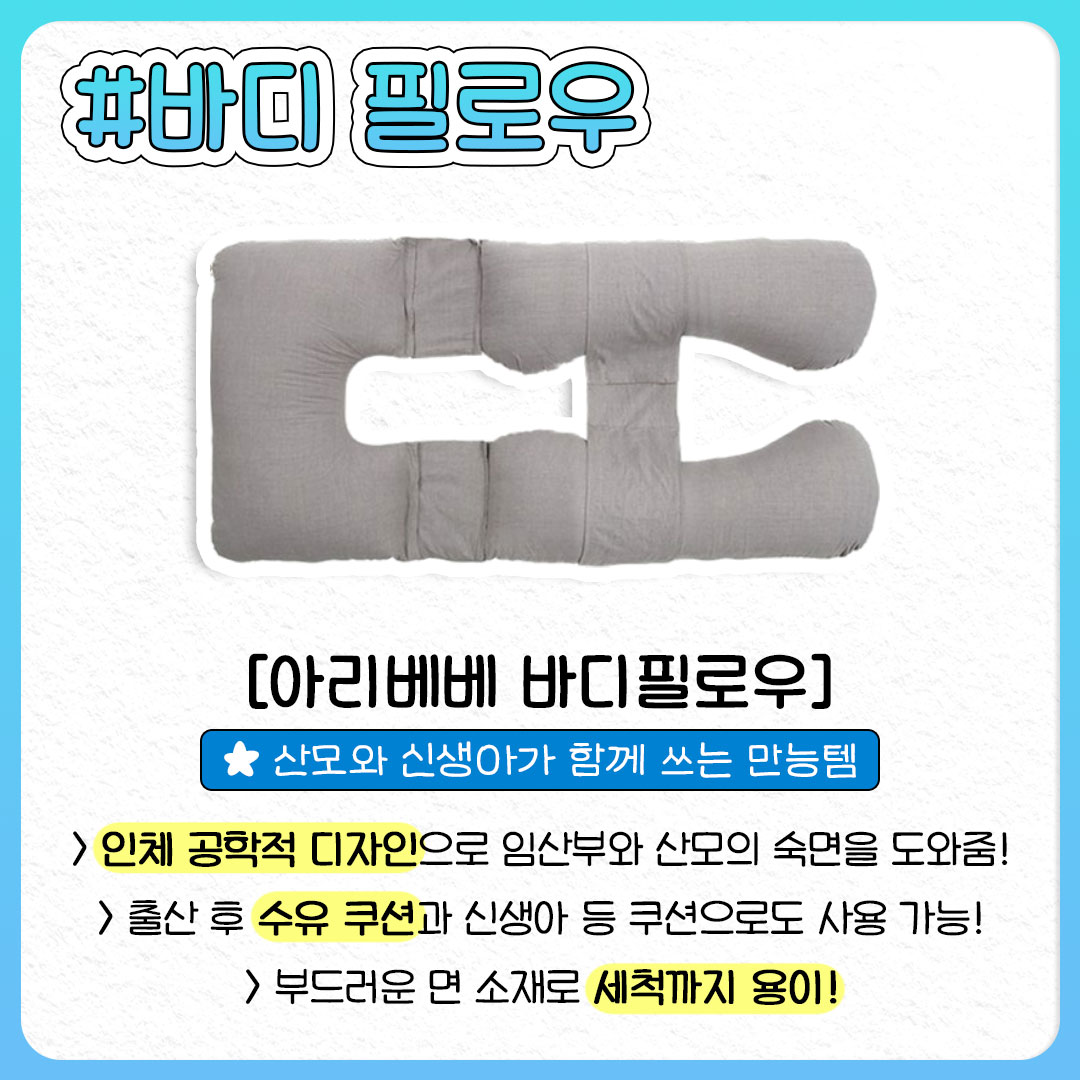 #바디 필로우
[아리베베 바디필로우]
★ 산모와 신생아가 함께 쓰는 만능템
> 인체 공학적 디자인으로 임산부와 산모의 숙면을 도와줌!
> 출산 후 수유 쿠션과 신생아 등 쿠션으로도 사용 가능!
> 부드러운 면 소재로 세척까지 용이!